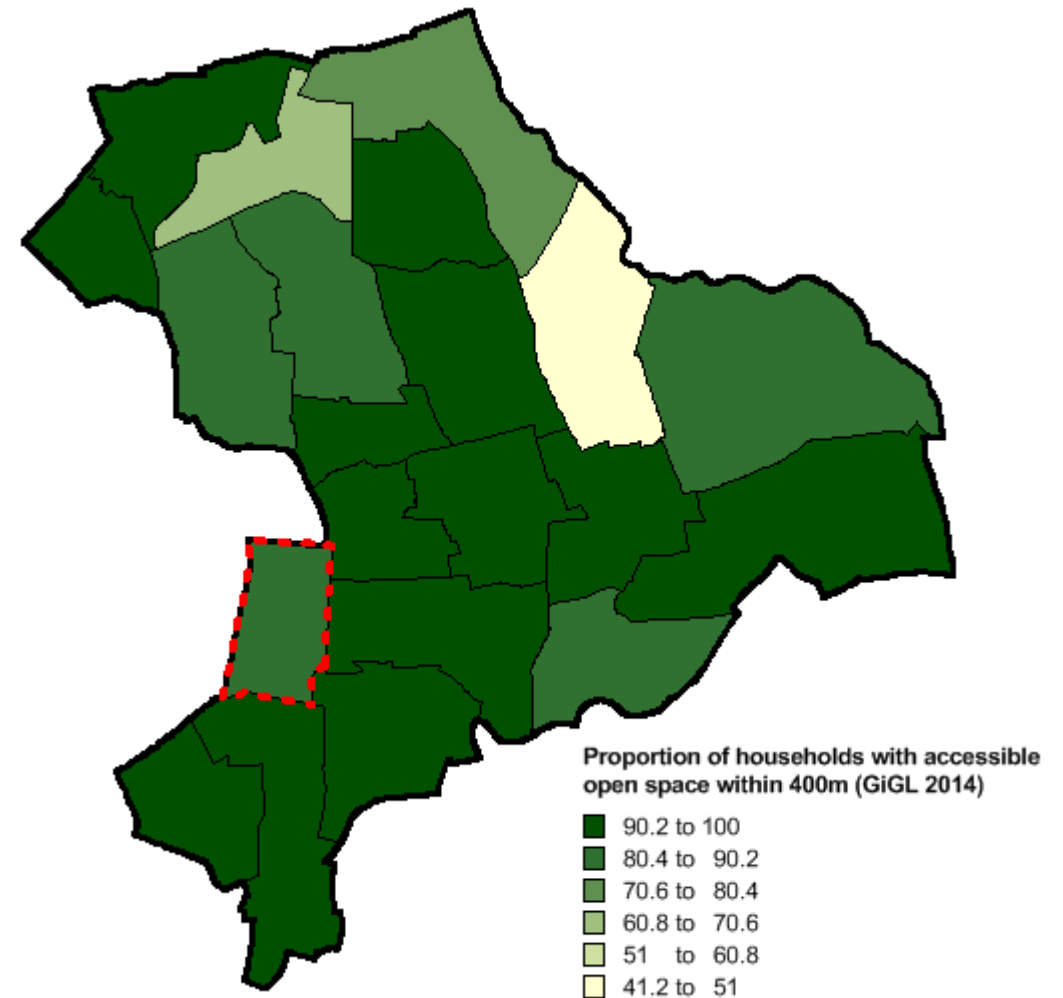 Proportion of households with accessible
open space within 400m (GiGL 2014)
90.2 to 100
80.4 to 90.2
70.6 to 80.4
60.8 to 70.6
51 to 60.8
41.2 to 51